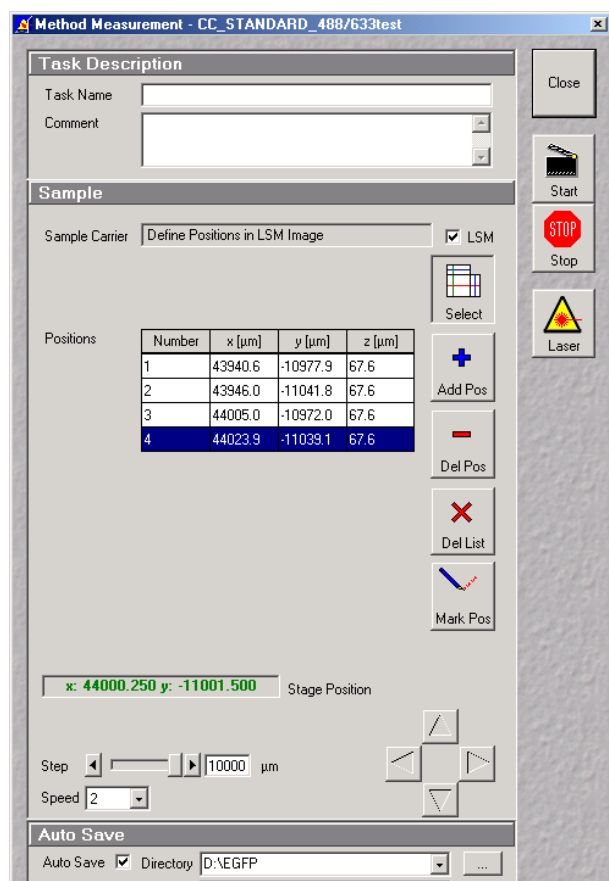 Method Measurement - CC_STANDARD_488/633test
Task Description
Close
Task Name
Comment
Start
Sample
STOP
Sample Carrier Define Positions in LSM Image LSM
Stop
Select
Laser
Positions
Number x [µm] y [µm] z [µm]
1 43940.6 -10977.9 67.6
2 43946.0 -11041.8 67.6
Add Pos
3 44005.0 -10972.0 67.6
4 44023.9 -11039.1 67.6
Del Pos
Del List
Mark Pos
x: 44000.250 y: -11001.500 Stage Position
Step 10000 µm
Speed 2
Auto Save
Auto Save Directory D:\EGFP ...